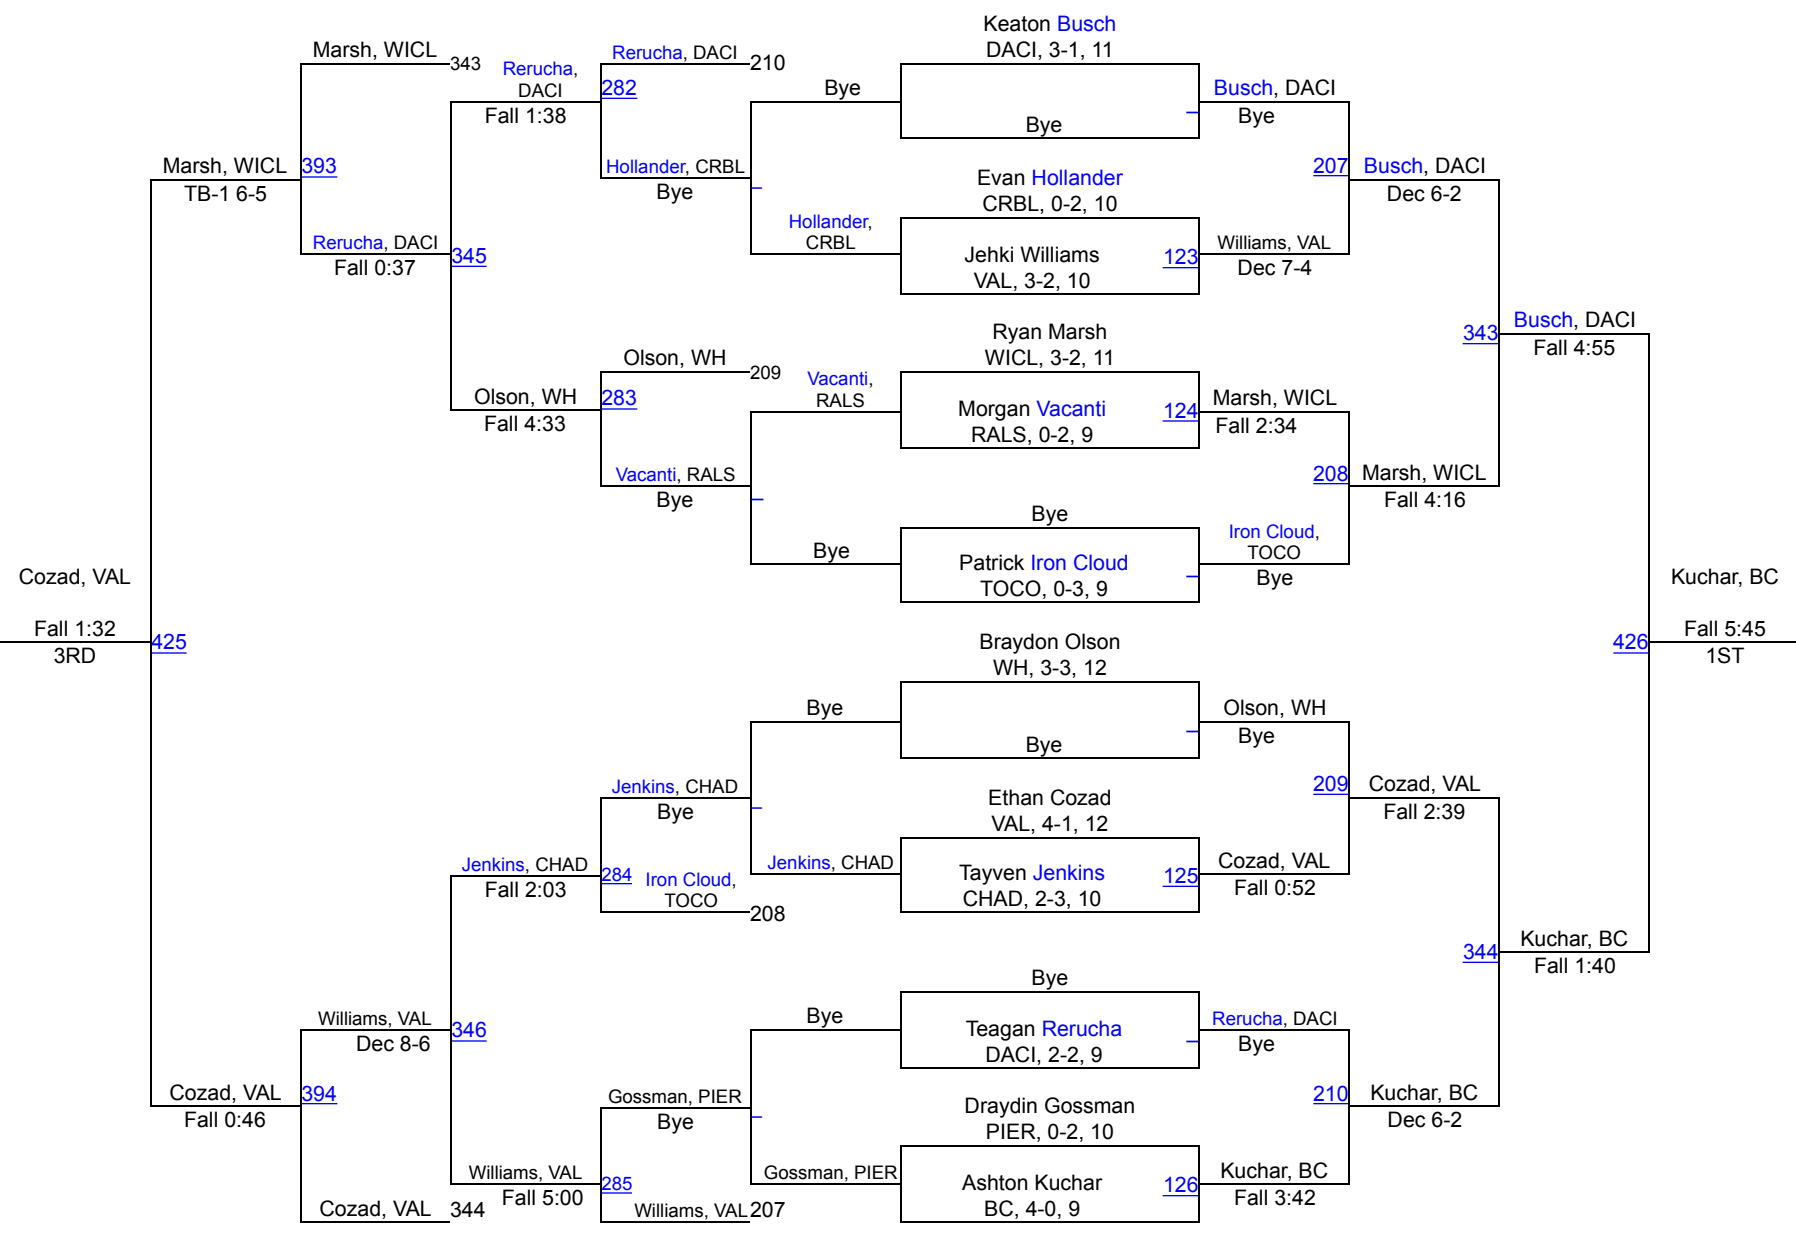 Marsh, WICL
343
Marsh, WICL
TB-1 6-5
393
Rerucha, DACI
Fall 0:37
Rerucha,
DACI
Fall 1:38
345
Olson, WH
Fall 4:33
Rerucha, DACI
210
282
Hollander, CRBL
Bye
Olson, WH
209
283
Vacanti, RALS
Bye
Bye
Hollander,
CRBL
Vacanti,
RALS
Bye
Keaton Busch
DACI, 3-1, 11
Bye
Evan Hollander
CRBL, 0-2, 10
Jehki Williams
VAL, 3-2, 10
123
Ryan Marsh
WICL, 3-2, 11
Morgan Vacanti
RALS, 0-2, 9
124
Bye
Patrick Iron Cloud
TOCO, 0-3, 9
Busch, DACI
Bye
207
Williams, VAL
Dec 7-4
Marsh, WICL
Fall 2:34
208
Iron Cloud,
TOCO
Bye
Busch, DACI
Dec 6-2
343
Marsh, WICL
Fall 4:16
Busch, DACI
Fall 4:55
Cozad, VAL
Fall 1:32
3RD
425
Kuchar, BC
Fall 5:45
1ST
426
Braydon Olson
WH, 3-3, 12
Bye
Ethan Cozad
VAL, 4-1, 12
Tayven Jenkins
CHAD, 2-3, 10
125
Bye
Teagan Rerucha
DACI, 2-2, 9
Draydin Gossman
PIER, 0-2, 10
Ashton Kuchar
BC, 4-0, 9
126
Olson, WH
Bye
209
Cozad, VAL
Fall 0:52
Rerucha, DACI
Bye
210
Kuchar, BC
Fall 3:42
Cozad, VAL
Fall 2:39
344
Kuchar, BC
Dec 6-2
Kuchar, BC
Fall 1:40
Bye
Jenkins, CHAD
Bye
Gossman, PIER
Jenkins, CHAD
Bye
284
Iron Cloud,
TOCO
208
Gossman, PIER
Bye
285
Williams, VAL
207
Jenkins, CHAD
Fall 2:03
346
Williams, VAL
Fall 5:00
Williams, VAL
Dec 8-6
394
Cozad, VAL
344
Cozad, VAL
Fall 0:46